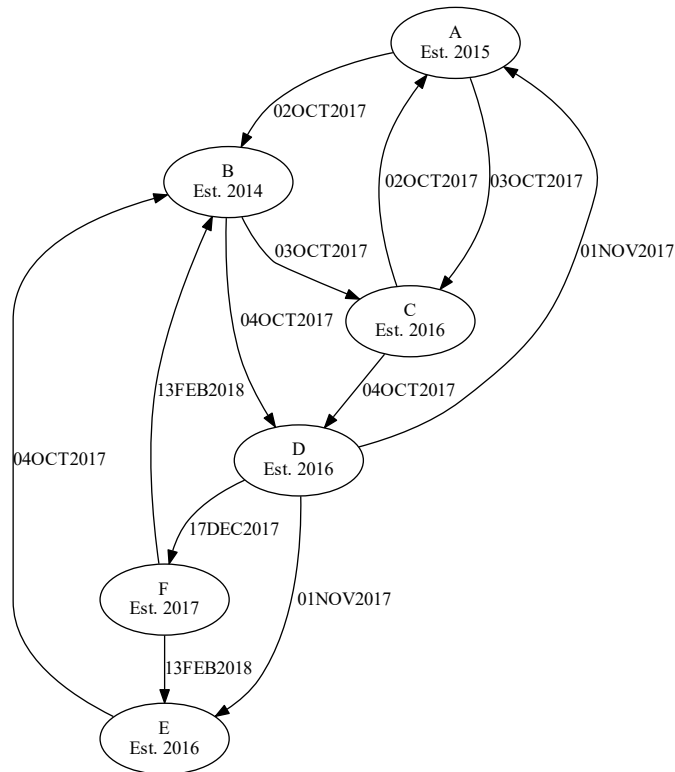 A
Est. 2015
02OCT2017
B
Est. 2014
02OCT2017
03OCT2017
03OCT2017
01NOV2017
04OCT2017
C
Est. 2016
13FEB2018
04OCT2017
D
Est. 2016
04OCT2017
17DEC2017
F
Est. 2017
01NOV2017
13FEB2018
E
Est. 2016